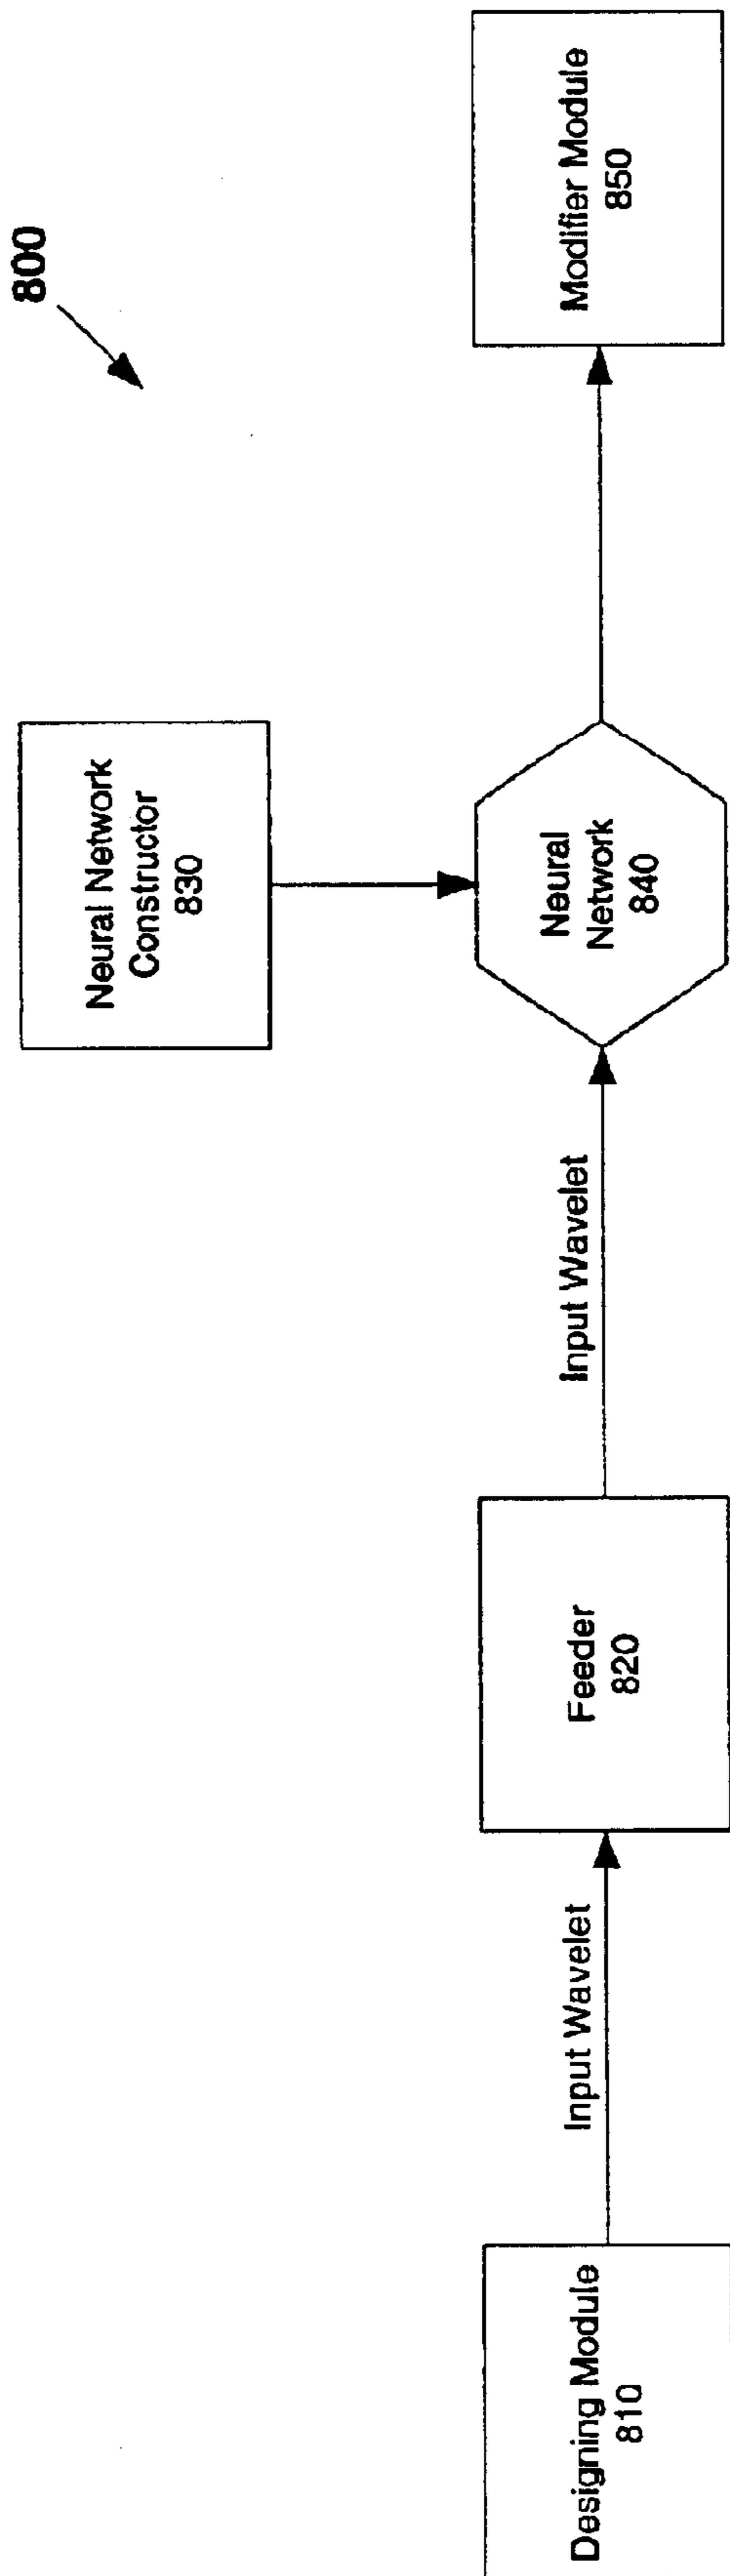 800
Neural Network
Constructor
830
Designing Module
810
Input Wavelet
Feeder
820
Input Wavelet
Neural
Network
840
Modifier Module
850